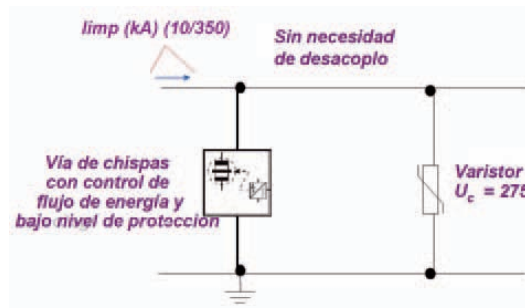 Iimp (kA) (10/350)
Sin necesidad
de desacoplo
Vía de chispas
con control de
flujo de energía y
bajo nivel de protección
Varistor
Uc = 275